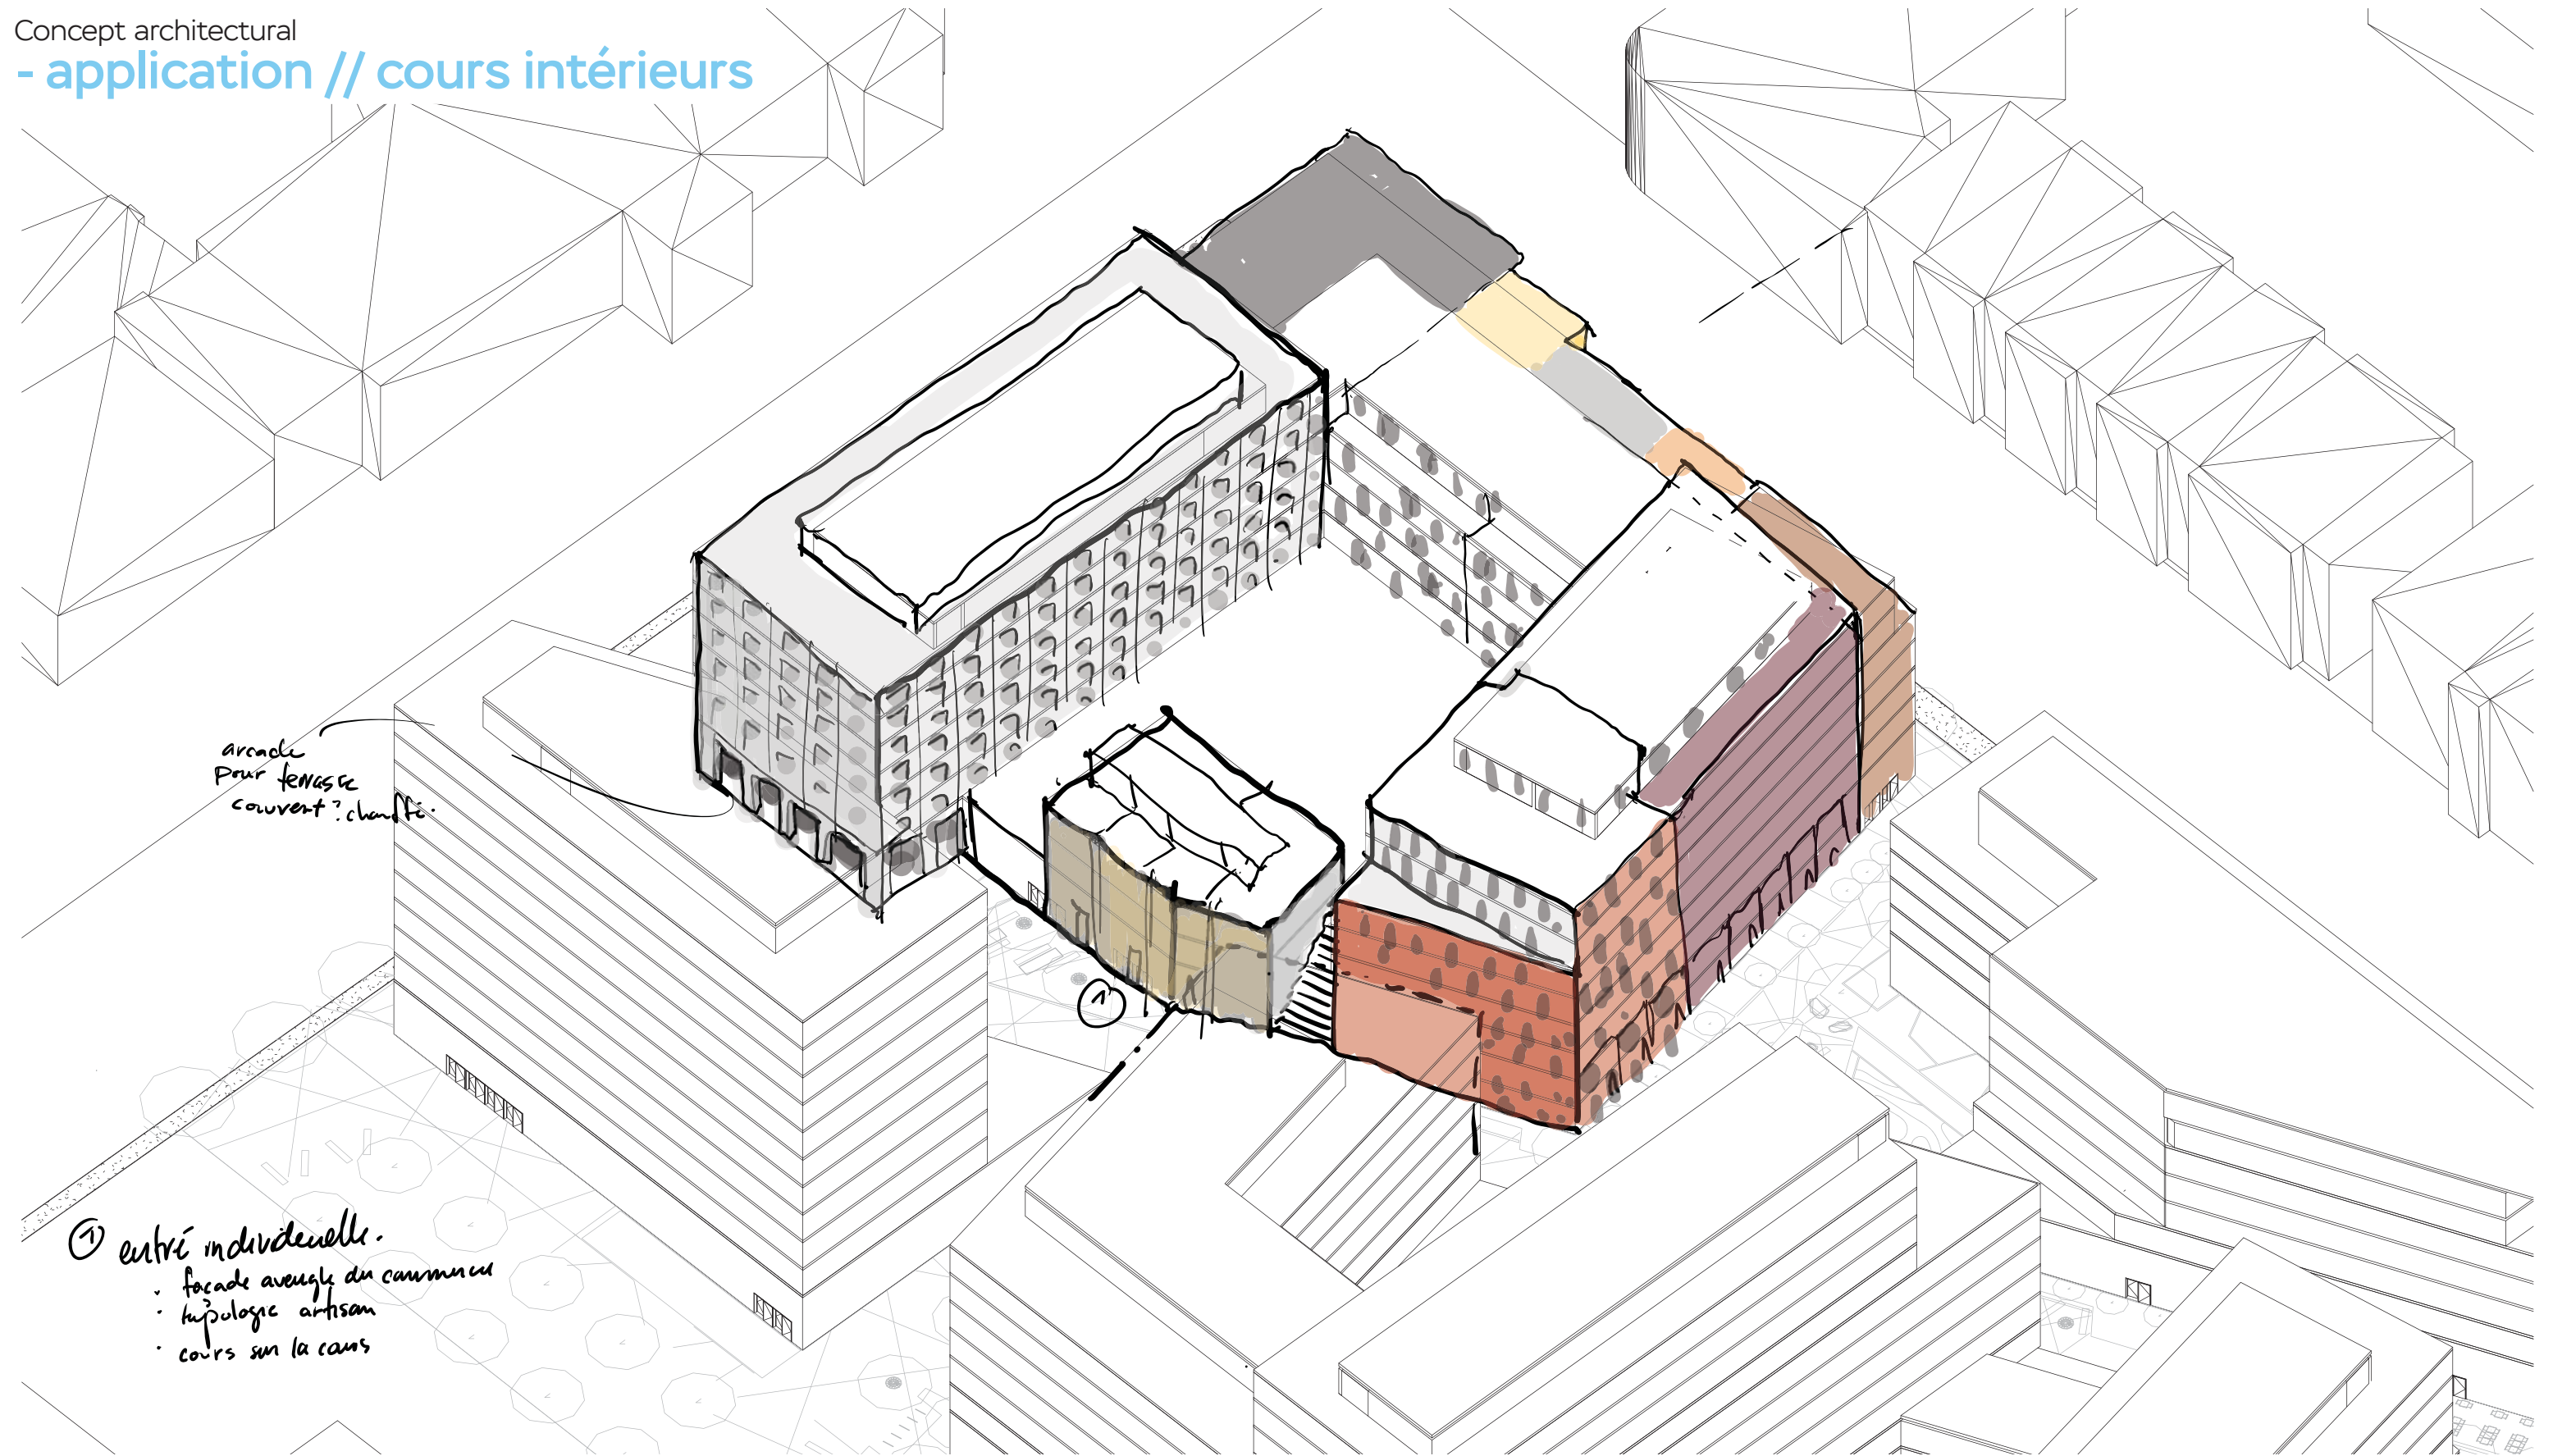 Concept architectural
- application // cours intérieurs
arcade
pour terrasse
couvert ?
1
1 entré individuelle.
· façade aveugle du commerce
· typologie artisan
· cours sur la cours